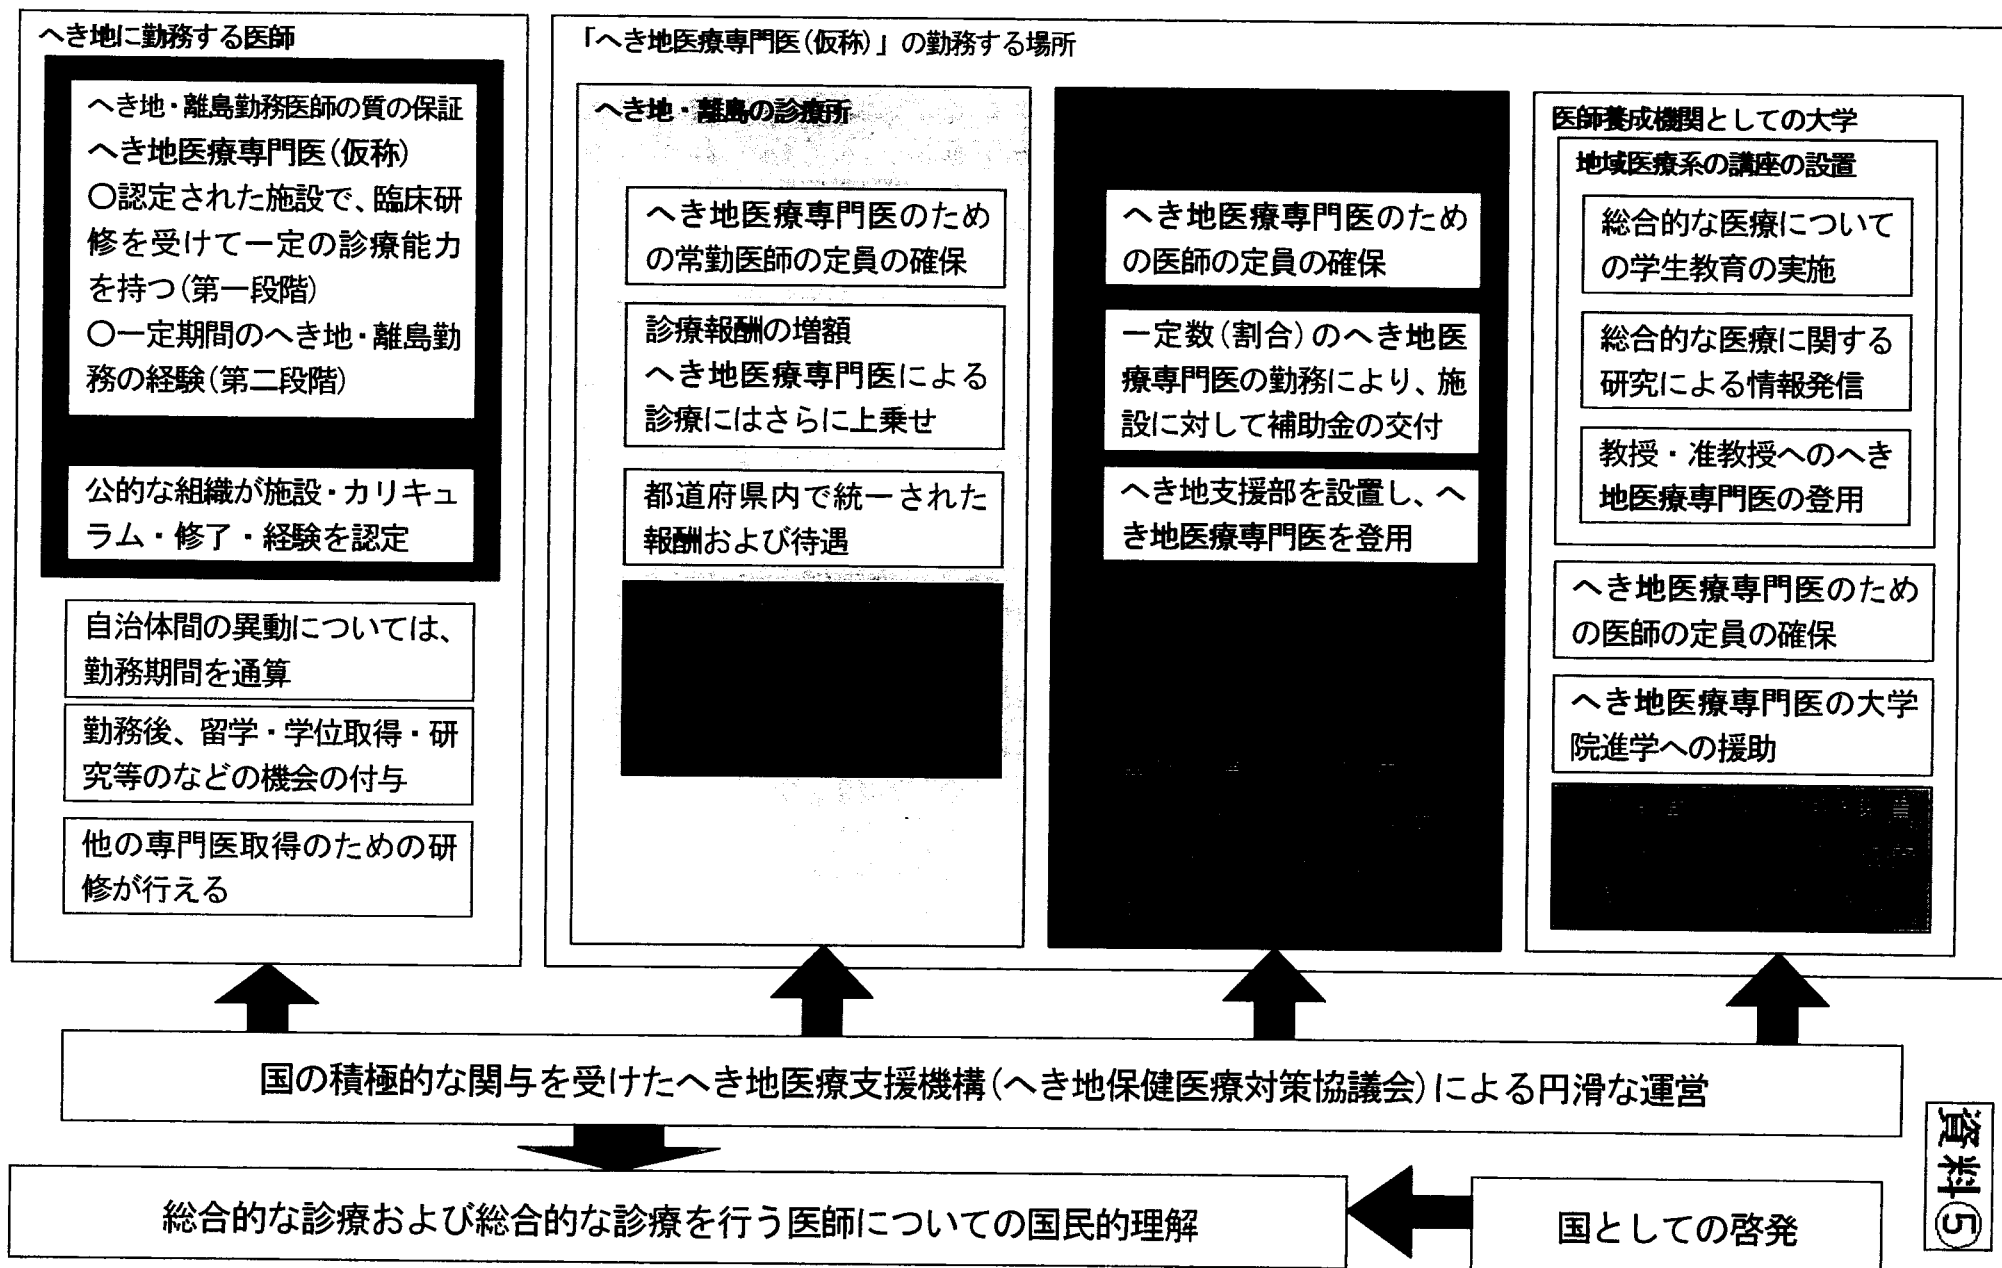 へき地に勤務する医師
へき地・離島勤務医師の質の保証
へき地医療専門医(仮称)
○認定された施設で、臨床研
修を受けて一定の診療能力
を持つ(第一段階)
○一定期間のへき地・離島勤
務の経験(第二段階)
公的な組織が施設・カリキュ
ラム・修了・経験を認定
自治体間の異動については、
勤務期間を通算
勤務後、留学・学位取得・研
究等のなどの機会の付与
他の専門医取得のための研
修が行える
「へき地医療専門医(仮称)」の勤務する場所
へき地・離島の診療所
へき地医療専門医のため
の常勤医師の定員の確保
診療報酬の増額
へき地医療専門医による
診療にはさらに上乗せ
都道府県内で統一された
報酬および待遇
へき地医療専門医のため
の医師の定員の確保
一定数(割合)のへき地医
療専門医の勤務により、施
設に対して補助金の交付
へき地支援部を設置し、へ
き地医療専門医を登用
医師養成機関としての大学
地域医療系の講座の設置
総合的な医療について
の学生教育の実施
総合的な医療に関する
研究による情報発信
教授・准教授へのへき
地医療専門医の登用
へき地医療専門医のため
の医師の定員の確保
へき地医療専門医の大学
院進学への援助
国の積極的な関与を受けたへき地医療支援機構(へき地保健医療対策協議会)による円滑な運営
総合的な診療および総合的な診療を行う医師についての国民的理解
国としての啓発
資料⑤